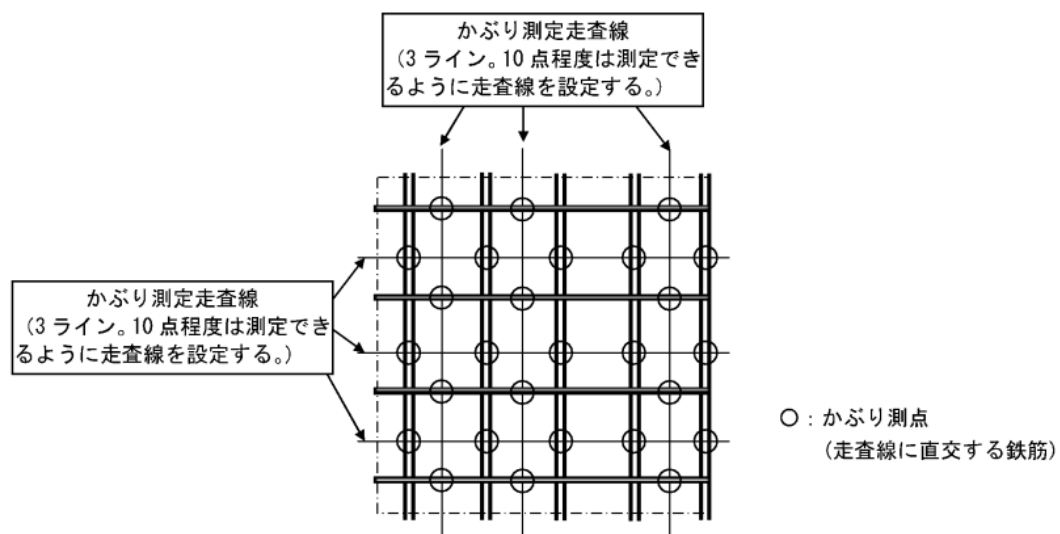 かぶり測定走査線
（3 ライン。10 点程度は測定でき
るように走査線を設定する。）
かぶり測定走査線
（3 ライン。10 点程度は測定でき
るように走査線を設定する。）
○：かぶり測点
（走査線に直交する鉄筋）